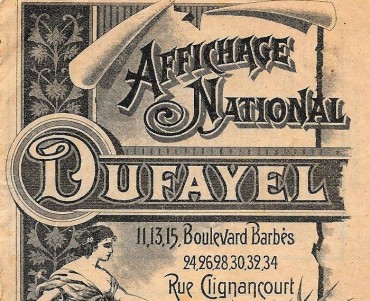 AFFICHAGE
NATIONAL
DUFAYEL
11,13,15, Boulevard Barbès
24,26,28,30,32,34
Rue Clignancourt